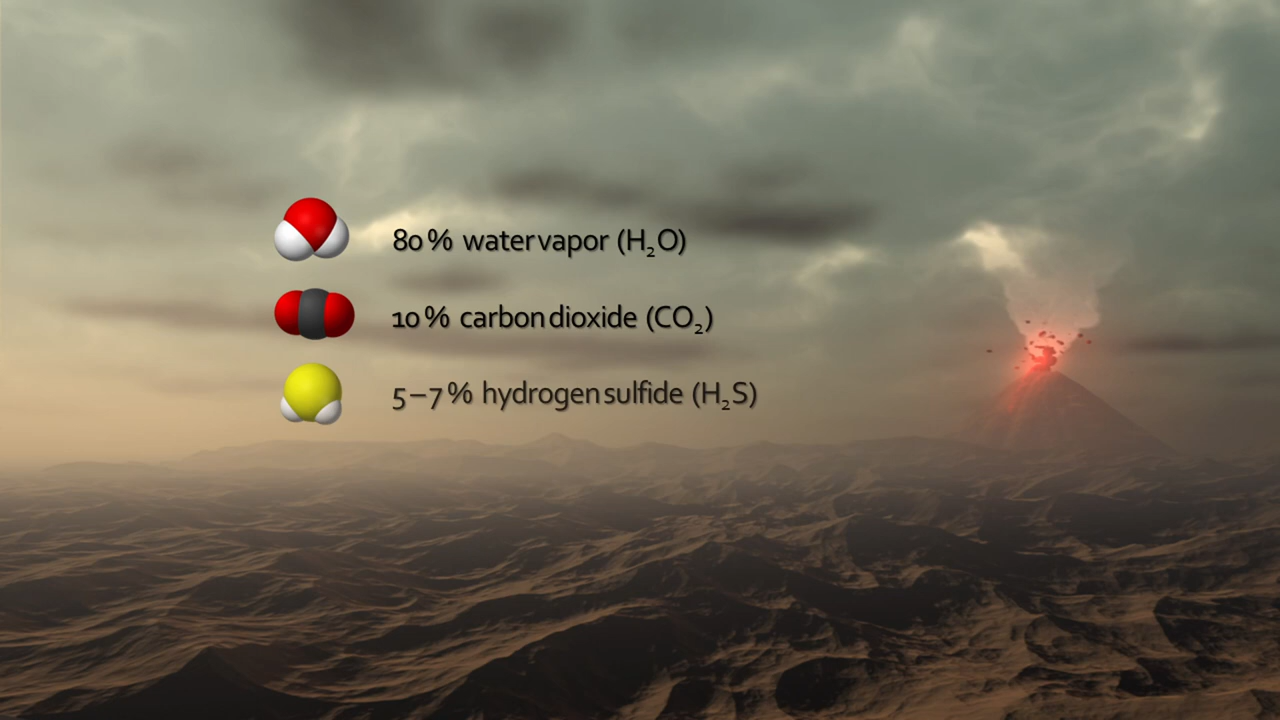 80 % water vapor (H₂O)
10 % carbon dioxide (CO₂)
5–7 % hydrogen sulfide (H₂S)